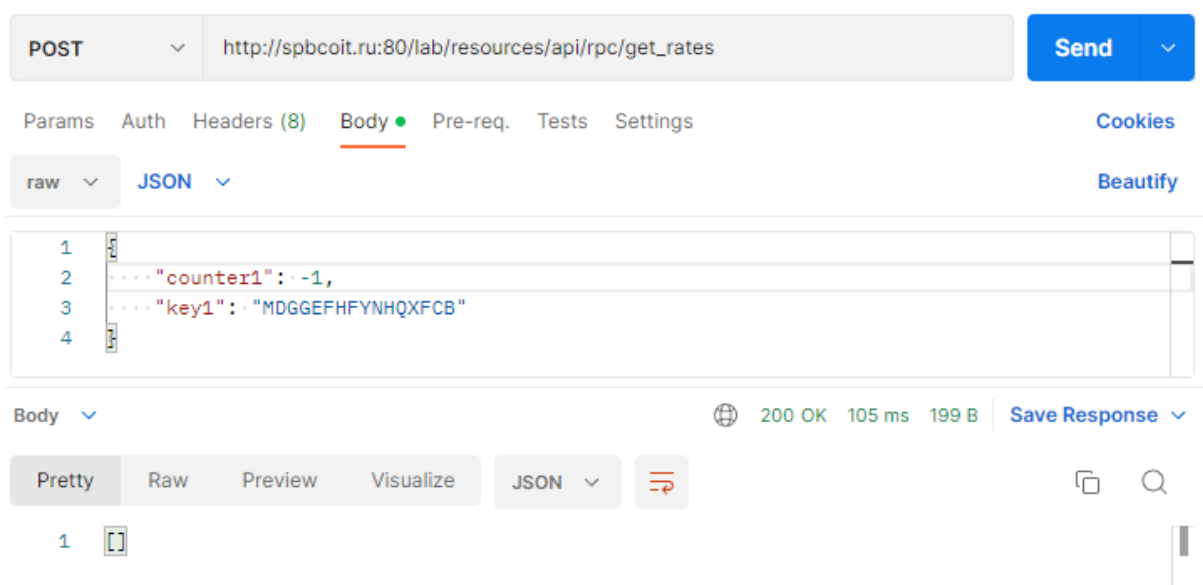 POST http://spbcoit.ru:80/lab/resources/api/rpc/get_rates Send
Params Auth Headers (8) Body Pre-req. Tests Settings Cookies
raw JSON Beautify
1 {
2 "counter1": -1,
3 "key1": "MDGGEFHFYNHQXFCB"
4 }
Body 200 OK 105 ms 199 B Save Response
Pretty Raw Preview Visualize JSON
1 []